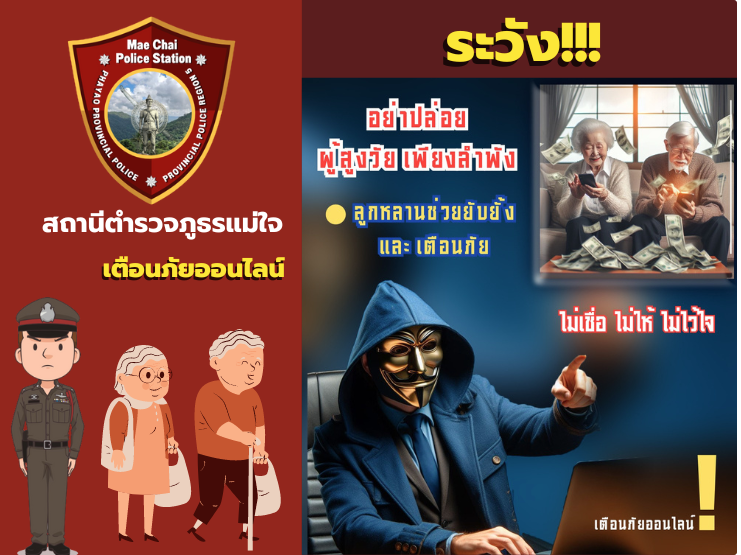 Mae Chai
Police Station
PHAYAO PROVINCIAL POLICE
PROVINCIAL POLICE REGION 5
สถานีตำรวจภูธรแม่ใจ
เตือนภัยออนไลน์
ระวัง!!!
อย่าปล่อย
ผู้สูงวัย เพียงลำพัง
ลูกหลานช่วยยับยั้ง
และ เตือนภัย
ไม่เชื่อ ไม่ให้ ไม่ไว้ใจ
เตือนภัยออนไลน์ !